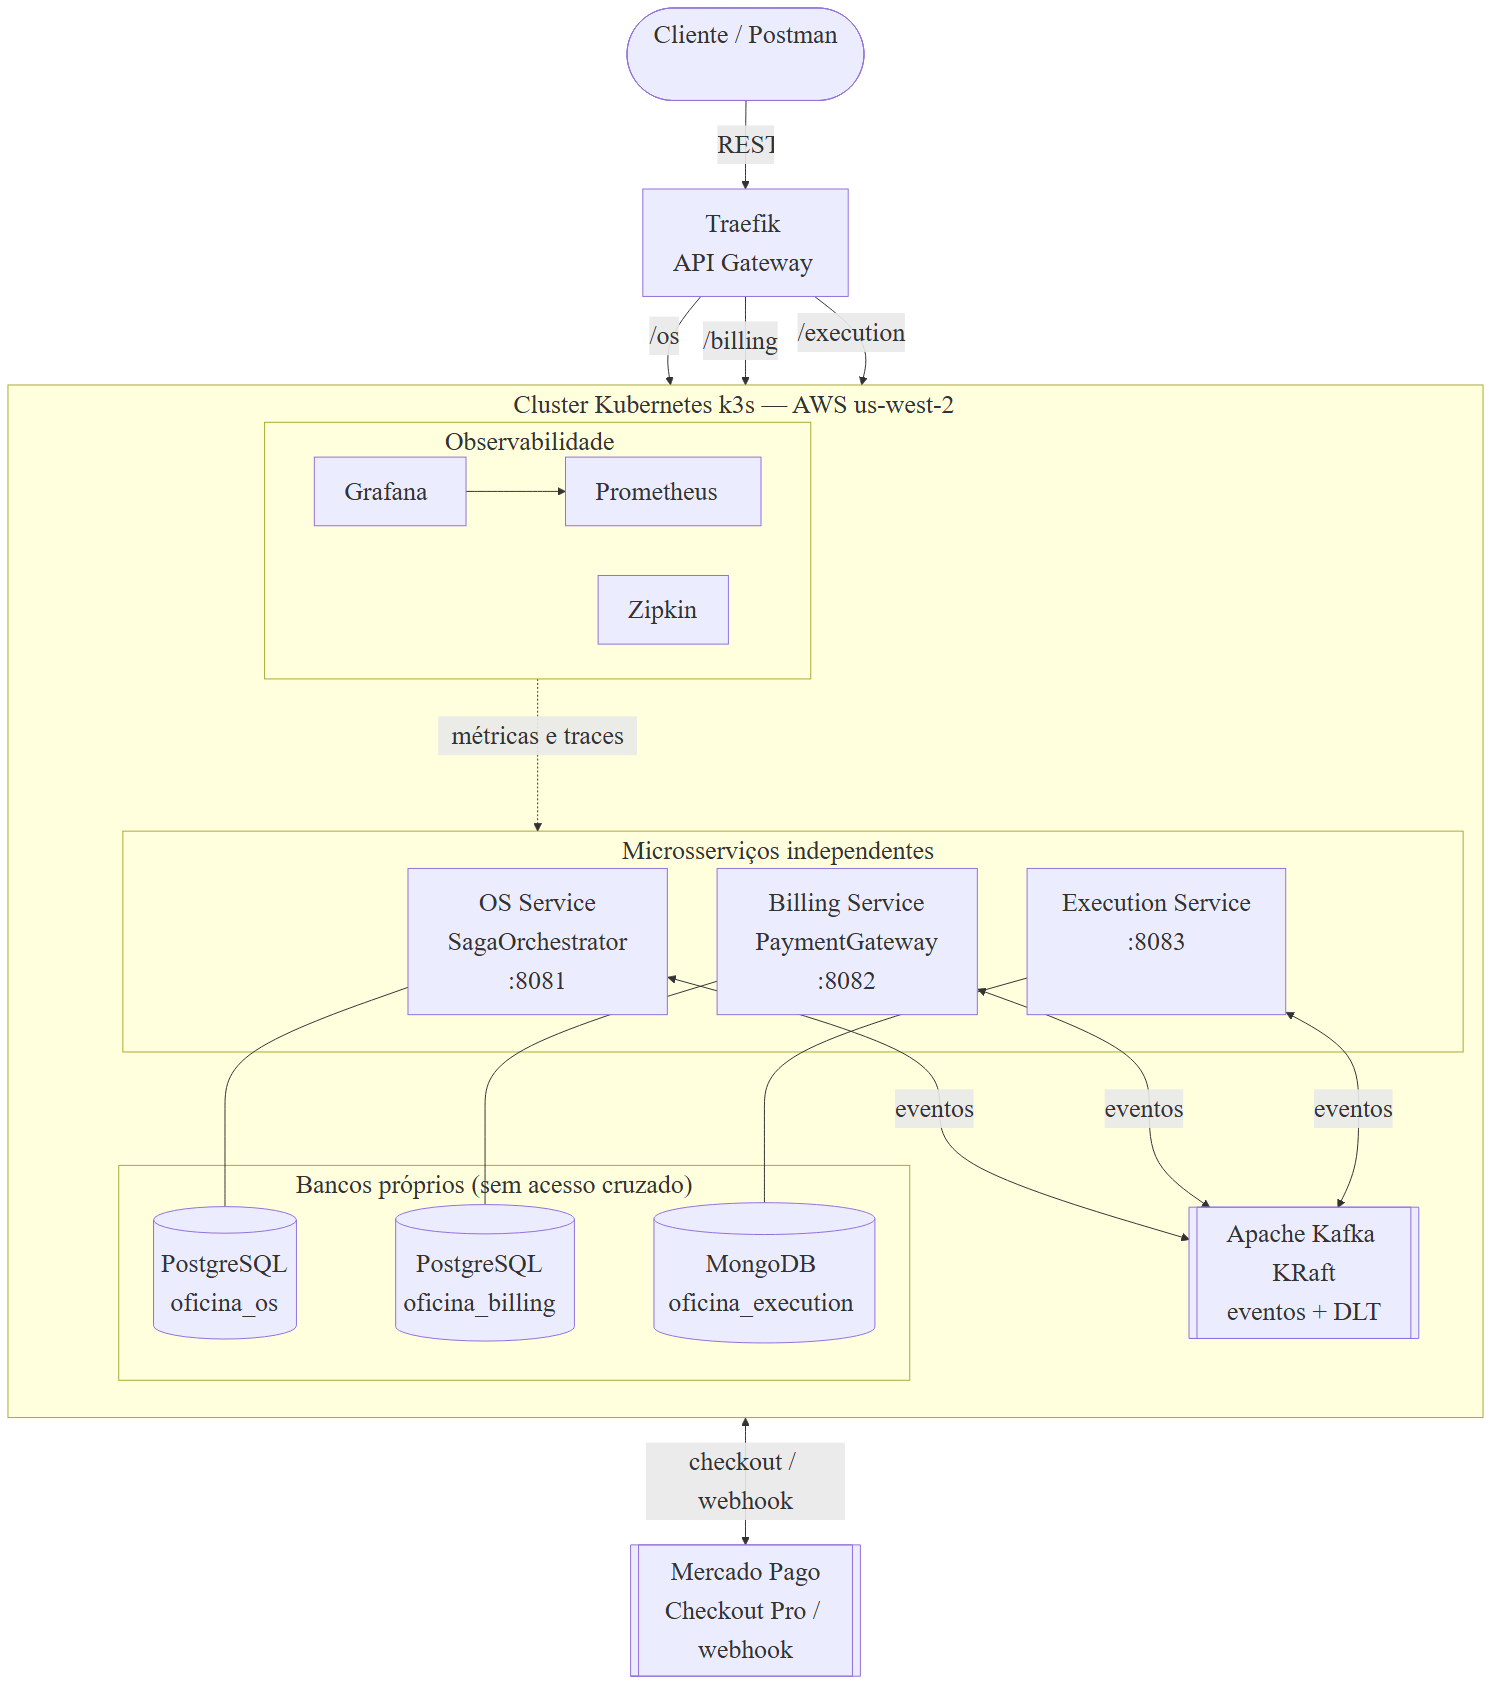 Cliente / Postman
REST
Traefik
API Gateway
/os
/billing
/execution
Cluster Kubernetes k3s — AWS us-west-2
Observabilidade
Grafana
Prometheus
Zipkin
métricas e traces
Microsserviços independentes
OS Service
SagaOrchestrator
:8081
Billing Service
PaymentGateway
:8082
Execution Service
:8083
eventos
eventos
eventos
Bancos próprios (sem acesso cruzado)
PostgreSQL
oficina_os
PostgreSQL
oficina_billing
MongoDB
oficina_execution
Apache Kafka
KRaft
eventos + DLT
checkout /
webhook
Mercado Pago
Checkout Pro /
webhook